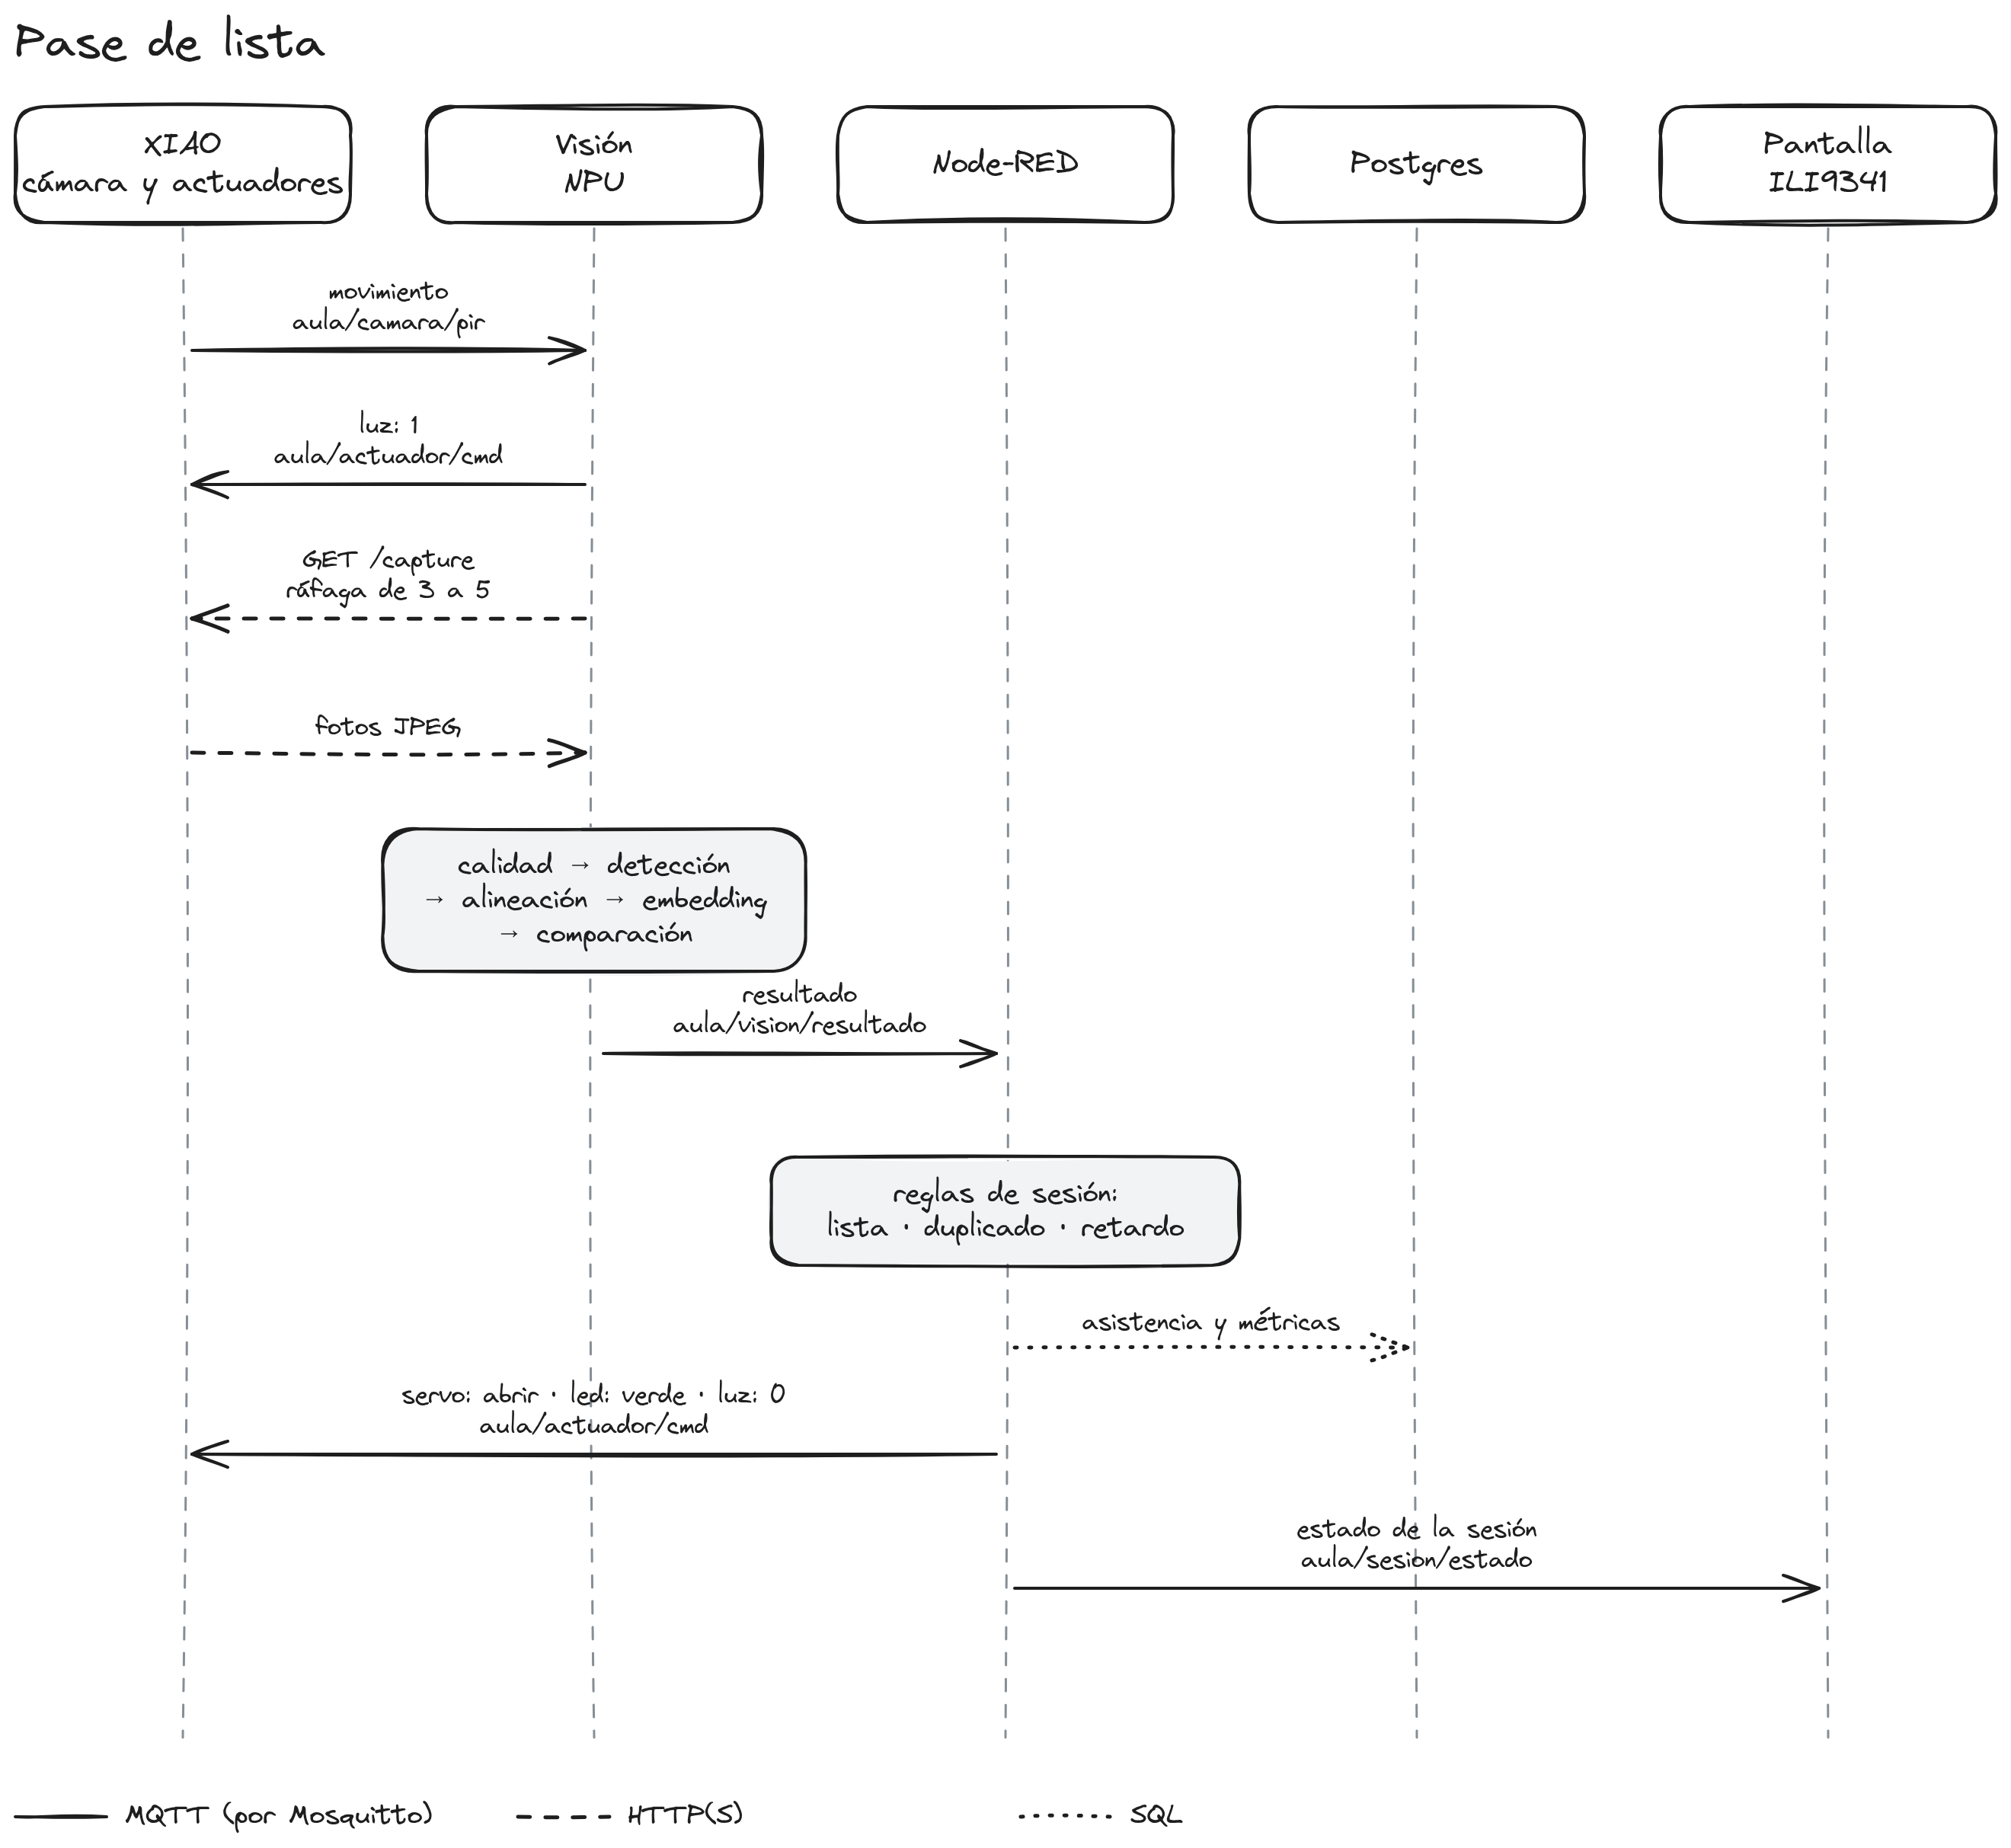 Pase de lista
XIAO
cámara y actuadores
Visión
NPU
Node-RED
Postgres
Pantalla
ILI9341
movimiento
aula/camara/pir
luz: 1
aula/actuador/cmd
GET /capture
ráfaga de 3 a 5
fotos JPEG
calidad → detección
→ alineación → embedding
→ comparación
resultado
aula/vision/resultado
reglas de sesión:
lista · duplicado · retardo
asistencia y métricas
servo: abrir · led: verde · luz: 0
aula/actuador/cmd
estado de la sesión
aula/sesion/estado
MQTT (por Mosquitto)
HTTP(S)
SQL